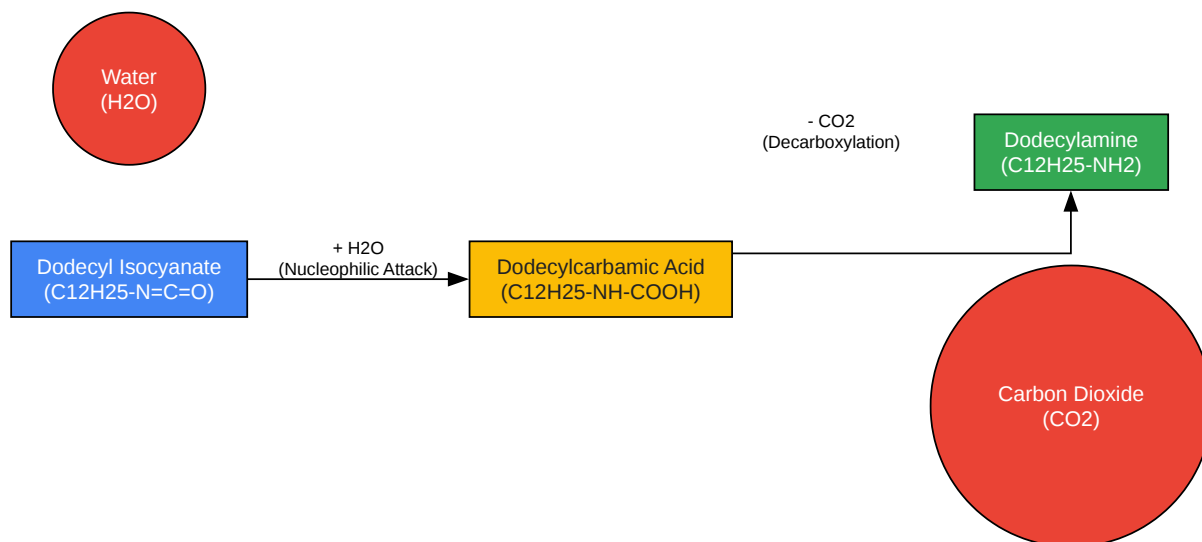 Water
(H2O)
- CO2
(Decarboxylation)
Dodecylamine
(C12H25-NH2)
Dodecyl Isocyanate
(C12H25-N=C=O)
+ H2O
(Nucleophilic Attack)
Dodecylcarbamic Acid
(C12H25-NH-COOH)
Carbon Dioxide
(CO2)